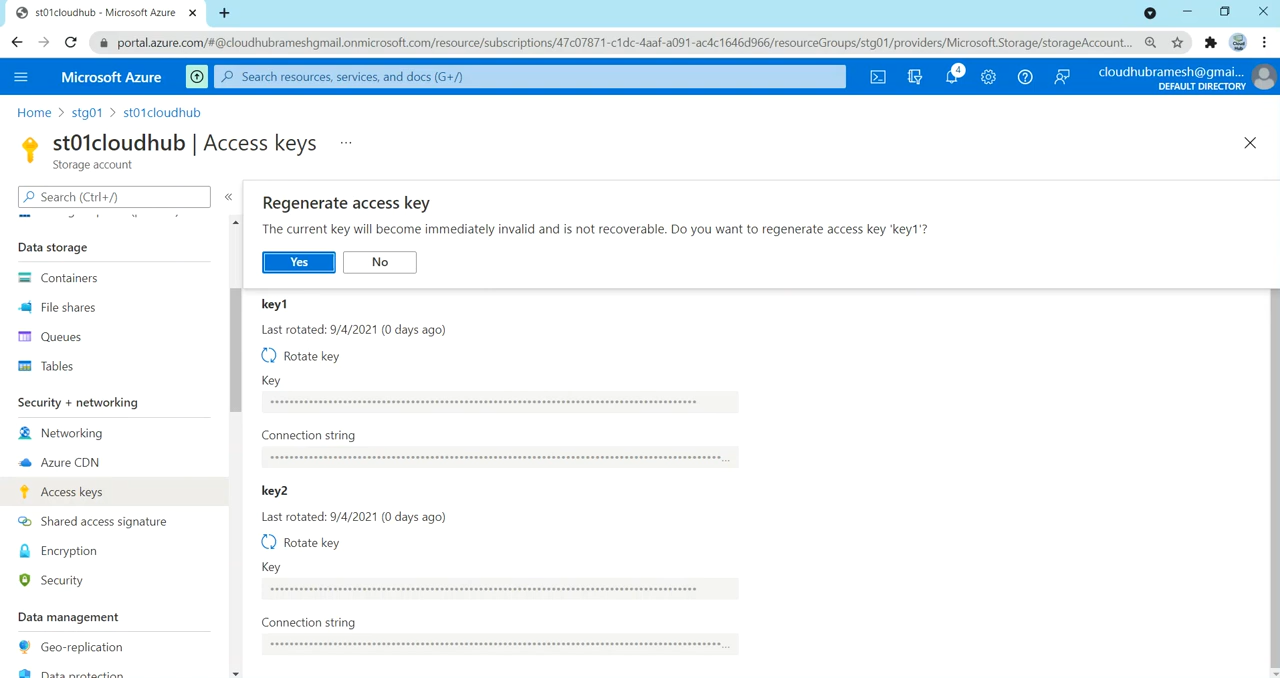 st01cloudhub - Microsoft Azure
portal.azure.com/#@cloudhubrameshgmail.onmicrosoft.com/resource/subscriptions/47c07871-c1dc-4aaf-a091-ac4c1646d966/resourceGroups/stg01/providers/Microsoft.Storage/storageAccount...
Microsoft Azure
Search resources, services, and docs (G+/)
4
cloudhubramesh@gmai...
DEFAULT DIRECTORY
Home > stg01 > st01cloudhub
st01cloudhub | Access keys ...
Storage account
Search (Ctrl+/)
«
Data storage
Containers
File shares
Queues
Tables
Security + networking
Networking
Azure CDN
Access keys
Shared access signature
Encryption
Security
Data management
Geo-replication
Data protection
Regenerate access key
The current key will become immediately invalid and is not recoverable. Do you want to regenerate access key 'key1'?
Yes
No
key1
Last rotated: 9/4/2021 (0 days ago)
Rotate key
Key
Connection string
key2
Last rotated: 9/4/2021 (0 days ago)
Rotate key
Key
Connection string